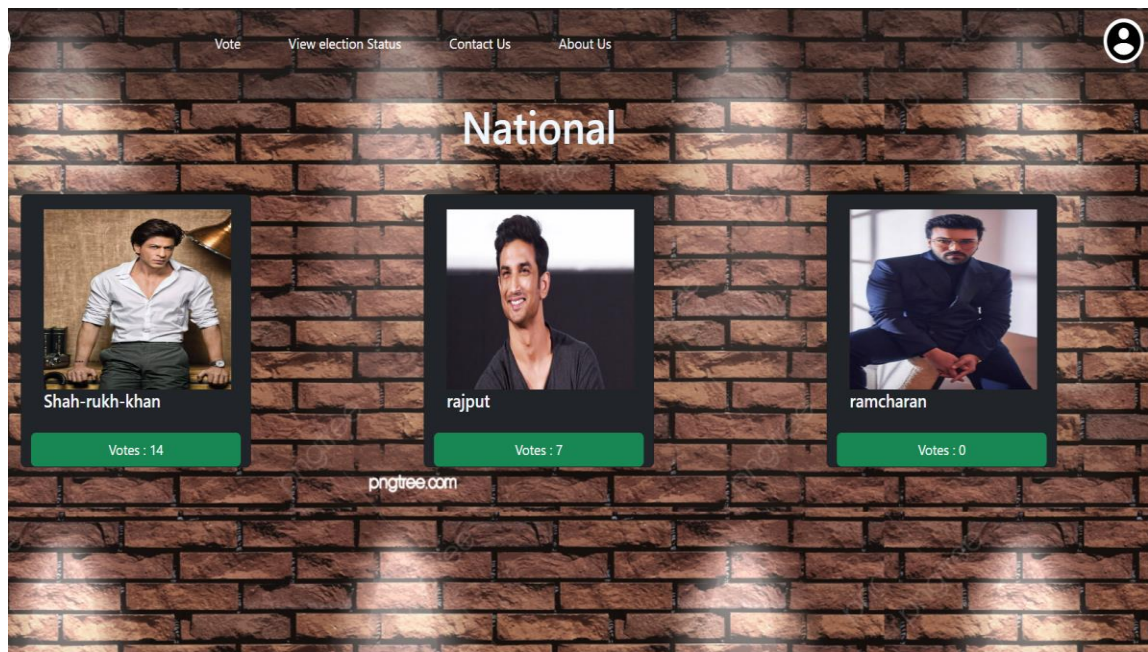 Vote View election Status Contact Us About Us
National
Shah-rukh-khan rajput ramcharan
Votes : 14 Votes : 7 Votes : 0
pngtree.com